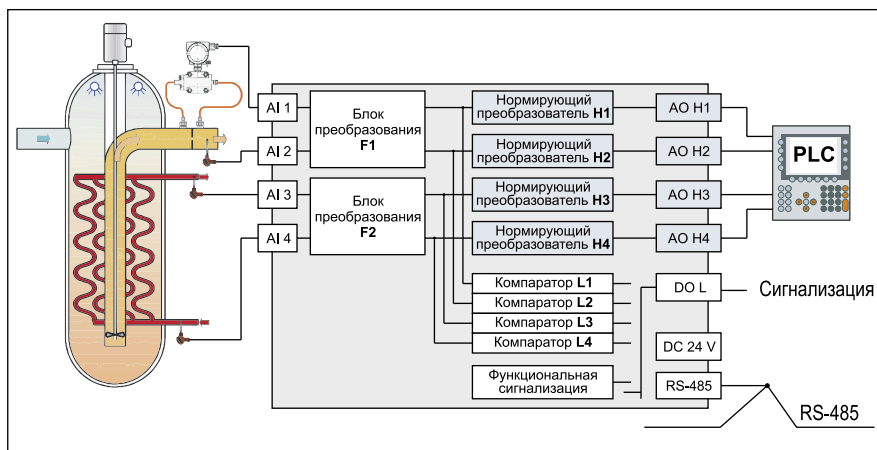 AI 1
AI 2
AI 3
AI 4
Блок
преобразования
F1
Блок
преобразования
F2
Нормирующий
преобразователь H1
Нормирующий
преобразователь H2
Нормирующий
преобразователь H3
Нормирующий
преобразователь H4
Компаратор L1
Компаратор L2
Компаратор L3
Компаратор L4
Функциональная
сигнализация
AO H1
AO H2
AO H3
AO H4
DO L
DC 24 V
RS-485
PLC
Сигнализация
RS-485